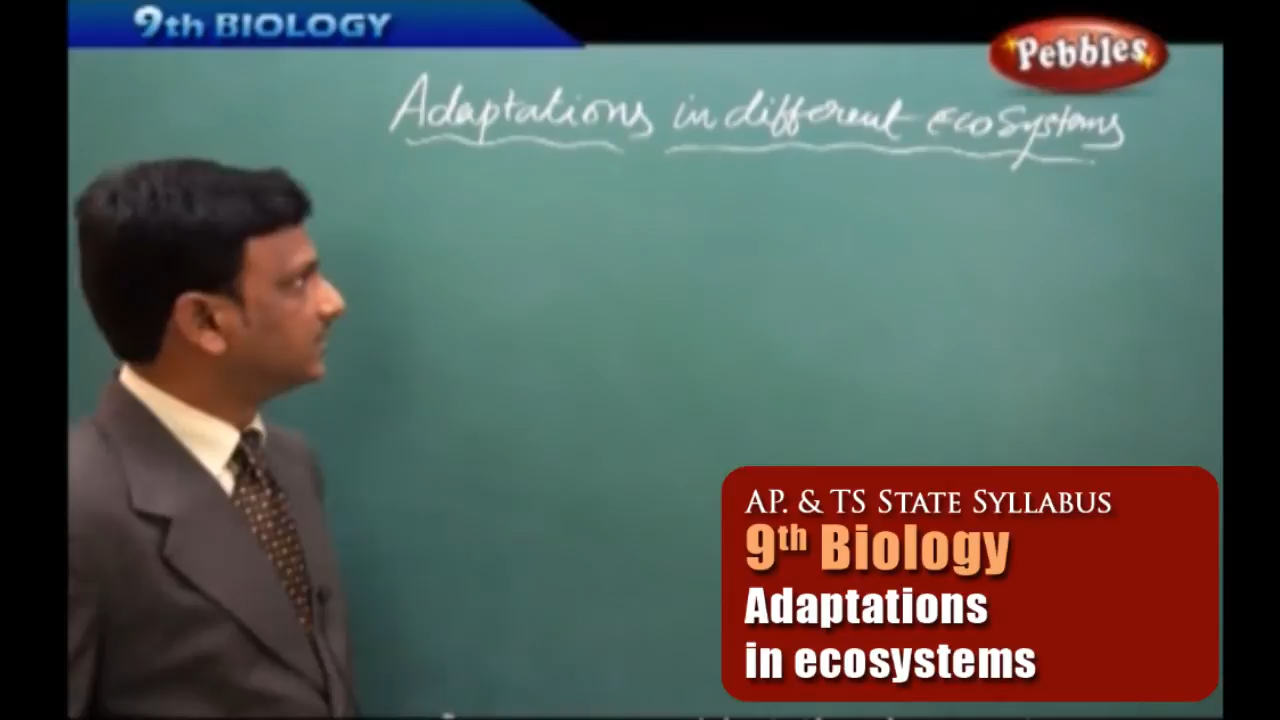 9th BIOLOGY
Pebbles
Adaptations in different ecosystems
AP. & TS STATE SYLLABUS
9th Biology
Adaptations
in ecosystems